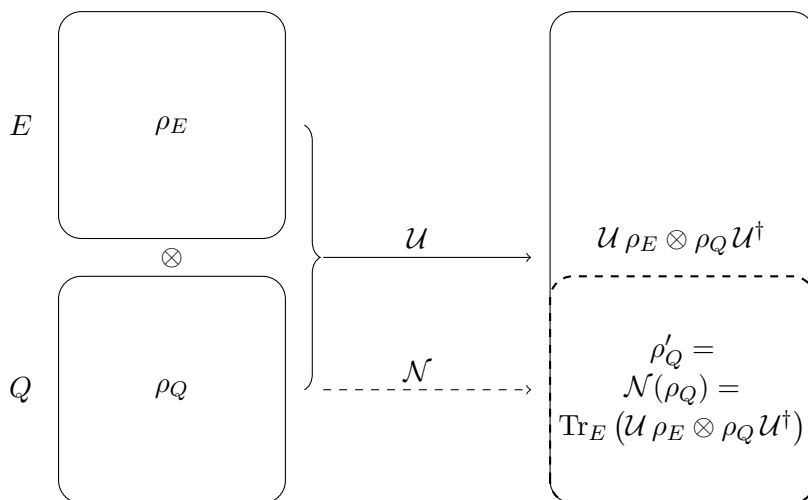 E
ρ_E
⊗
Q
ρ_Q
𝒰
𝒩
𝒰 ρ_E ⊗ ρ_Q 𝒰†
ρ′_Q =
𝒩(ρ_Q) =
Tr_E (𝒰 ρ_E ⊗ ρ_Q 𝒰†)